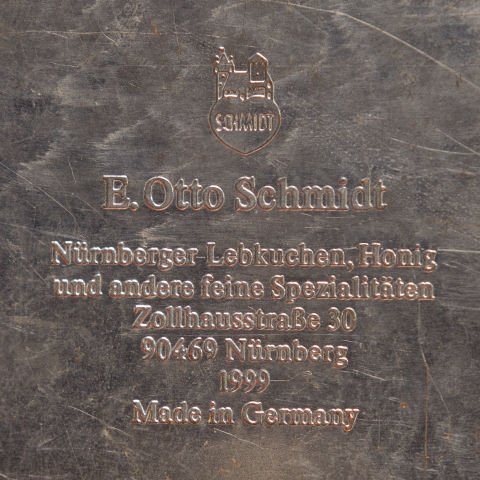 SCHMIDT
E. Otto Schmidt
Nürnberger Lebkuchen, Honig
und andere feine Spezialitäten
Zollhausstraße 30
90469 Nürnberg
1999
Made in Germany